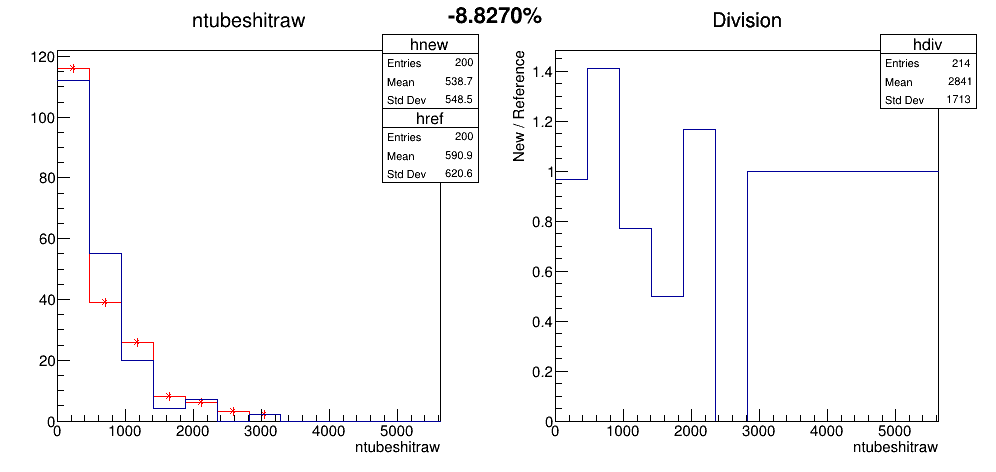 -8.8270%
ntubeshitraw
hnew
Entries 200
Mean 538.7
Std Dev 548.5
href
Entries 200
Mean 590.9
Std Dev 620.6
120
100
80
60
40
20
0
0 1000 2000 3000 4000 5000
ntubeshitraw
Division
hdiv
Entries 214
Mean 2841
Std Dev 1713
New / Reference
1.4
1.2
1
0.8
0.6
0.4
0.2
0
0 1000 2000 3000 4000 5000
ntubeshitraw